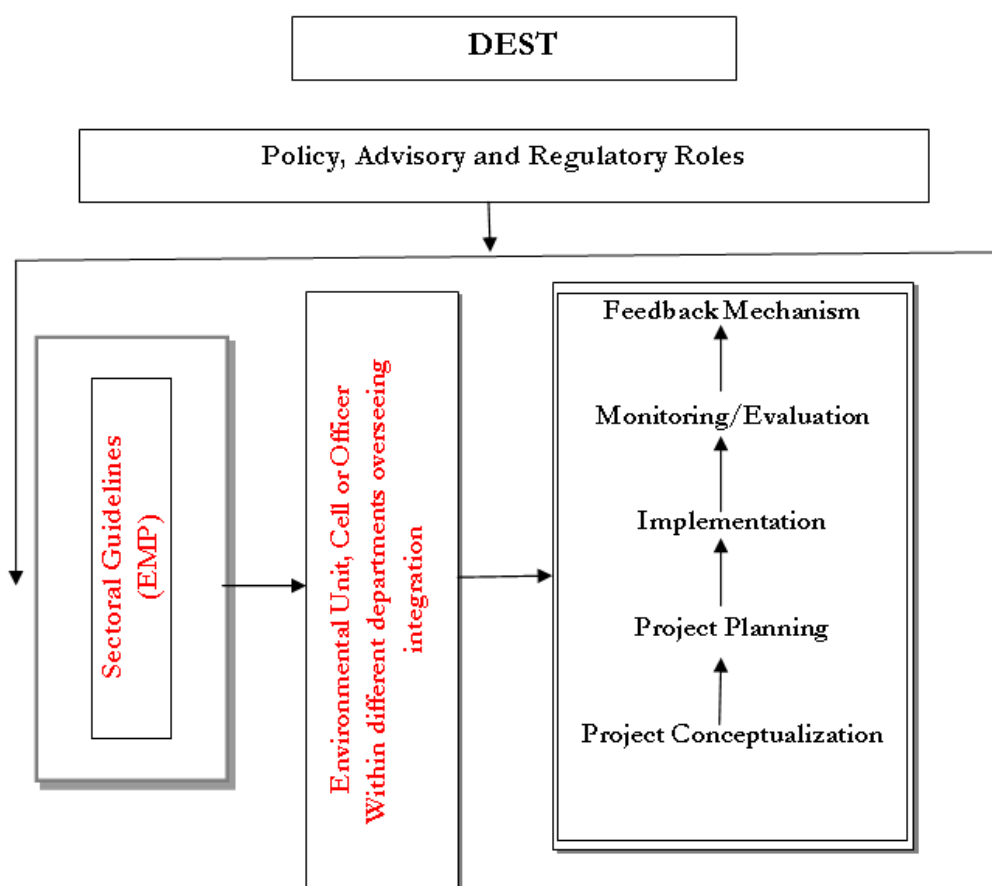 DEST
Policy, Advisory and Regulatory Roles
Sectoral Guidelines
(EMP)
Environmental Unit, Cell or Officer
Within different departments overseeing
integration
Feedback Mechanism
Monitoring/Evaluation
Implementation
Project Planning
Project Conceptualization